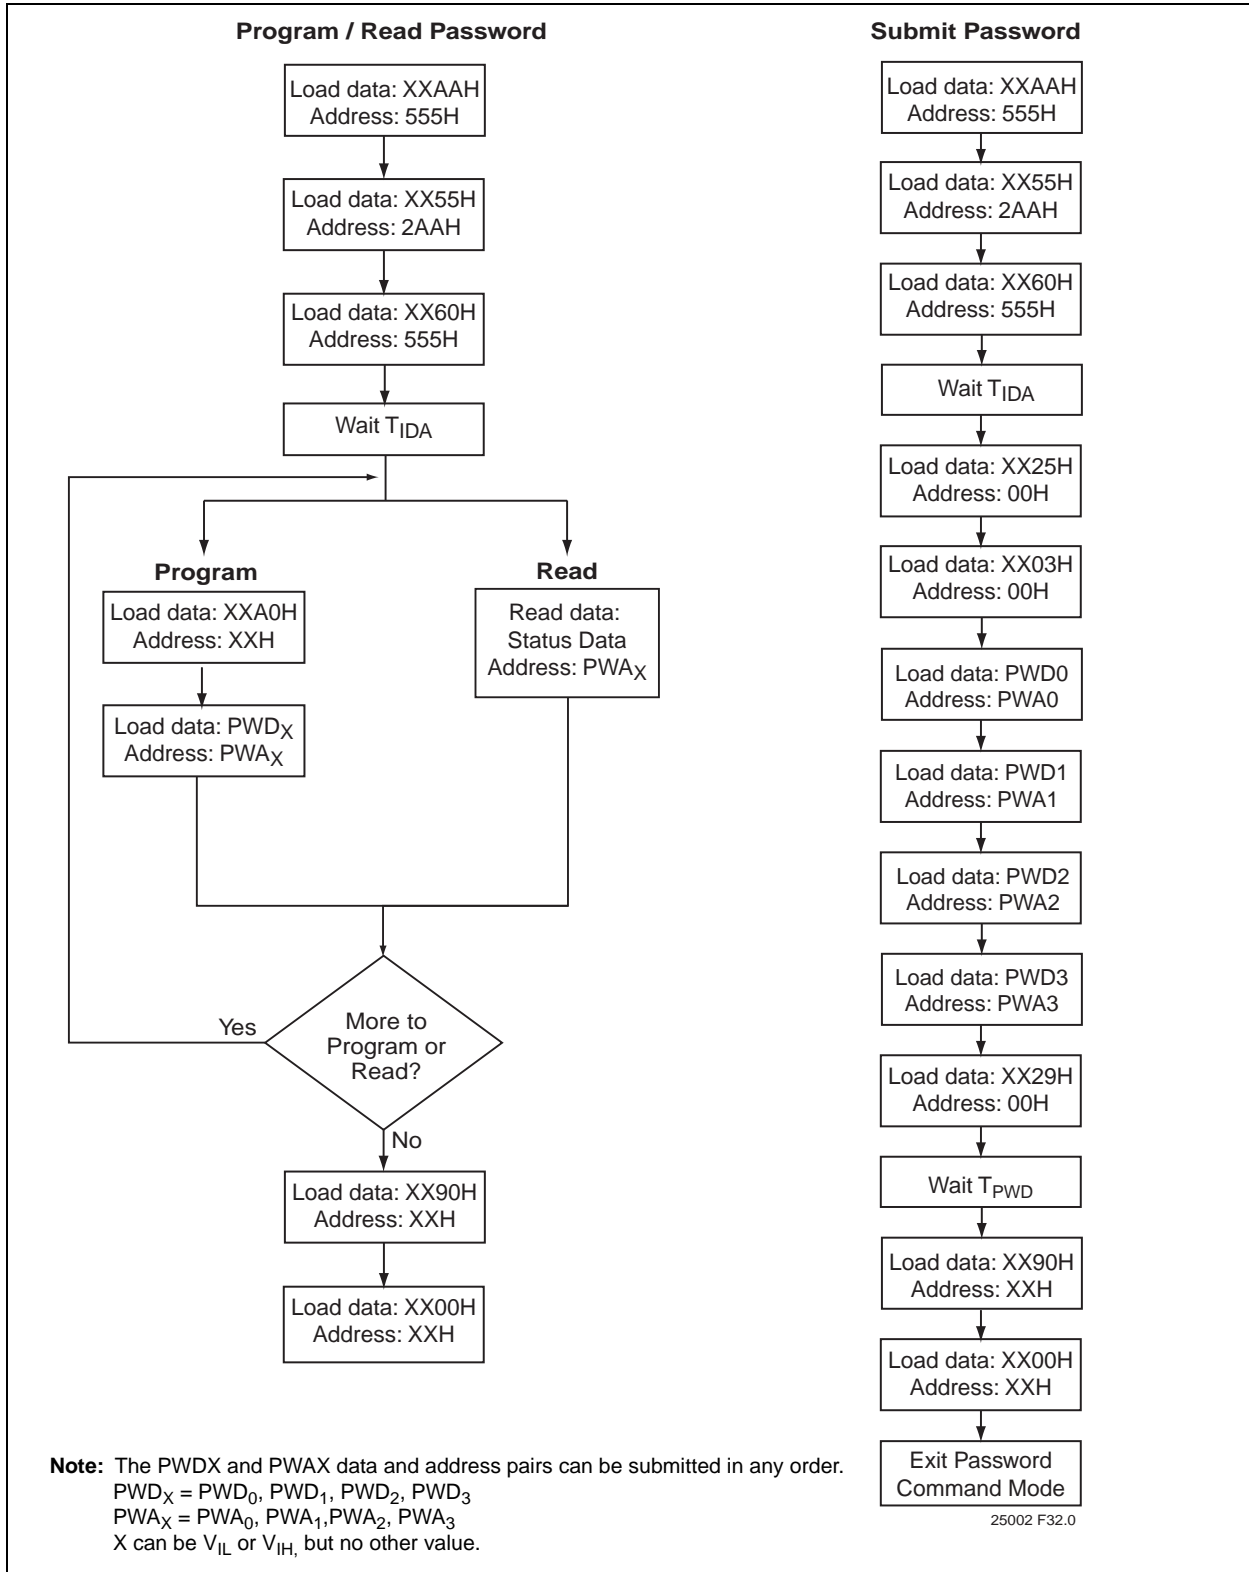 Program / Read Password
Load data: XXAAH
Address: 555H
Load data: XX55H
Address: 2AAH
Load data: XX60H
Address: 555H
Wait TIDA
Program
Load data: XXA0H
Address: XXH
Load data: PWDX
Address: PWAX
Read
Read data:
Status Data
Address: PWAX
More to
Program or
Read?
Yes
No
Load data: XX90H
Address: XXH
Load data: XX00H
Address: XXH
Submit Password
Load data: XXAAH
Address: 555H
Load data: XX55H
Address: 2AAH
Load data: XX60H
Address: 555H
Wait TIDA
Load data: XX25H
Address: 00H
Load data: XX03H
Address: 00H
Load data: PWD0
Address: PWA0
Load data: PWD1
Address: PWA1
Load data: PWD2
Address: PWA2
Load data: PWD3
Address: PWA3
Load data: XX29H
Address: 00H
Wait TPWD
Load data: XX90H
Address: XXH
Load data: XX00H
Address: XXH
Exit Password
Command Mode
25002 F32.0
Note: The PWDX and PWAX data and address pairs can be submitted in any order.
PWDX = PWD0, PWD1, PWD2, PWD3
PWAX = PWA0, PWA1,PWA2, PWA3
X can be VIL or VIH, but no other value.